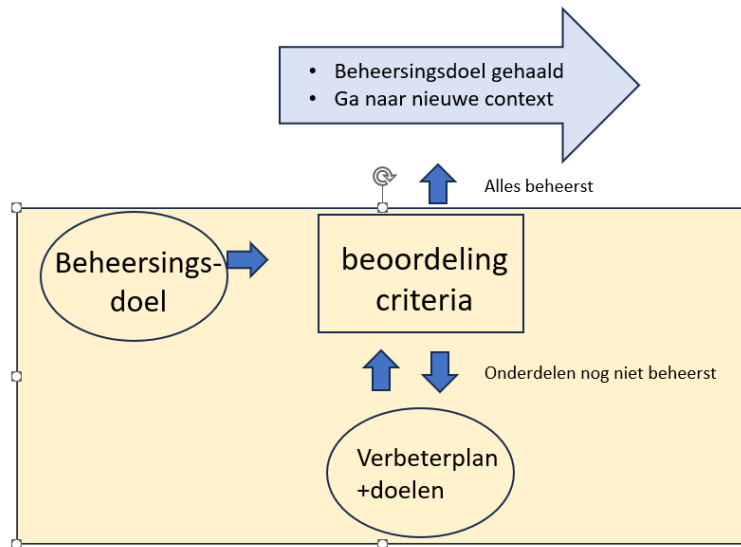 • Beheersingsdoel gehaald
• Ga naar nieuwe context
Alles beheerst
Beheersings-
doel
beoordeling
criteria
Onderdelen nog niet beheerst
Verbeterplan
+doelen